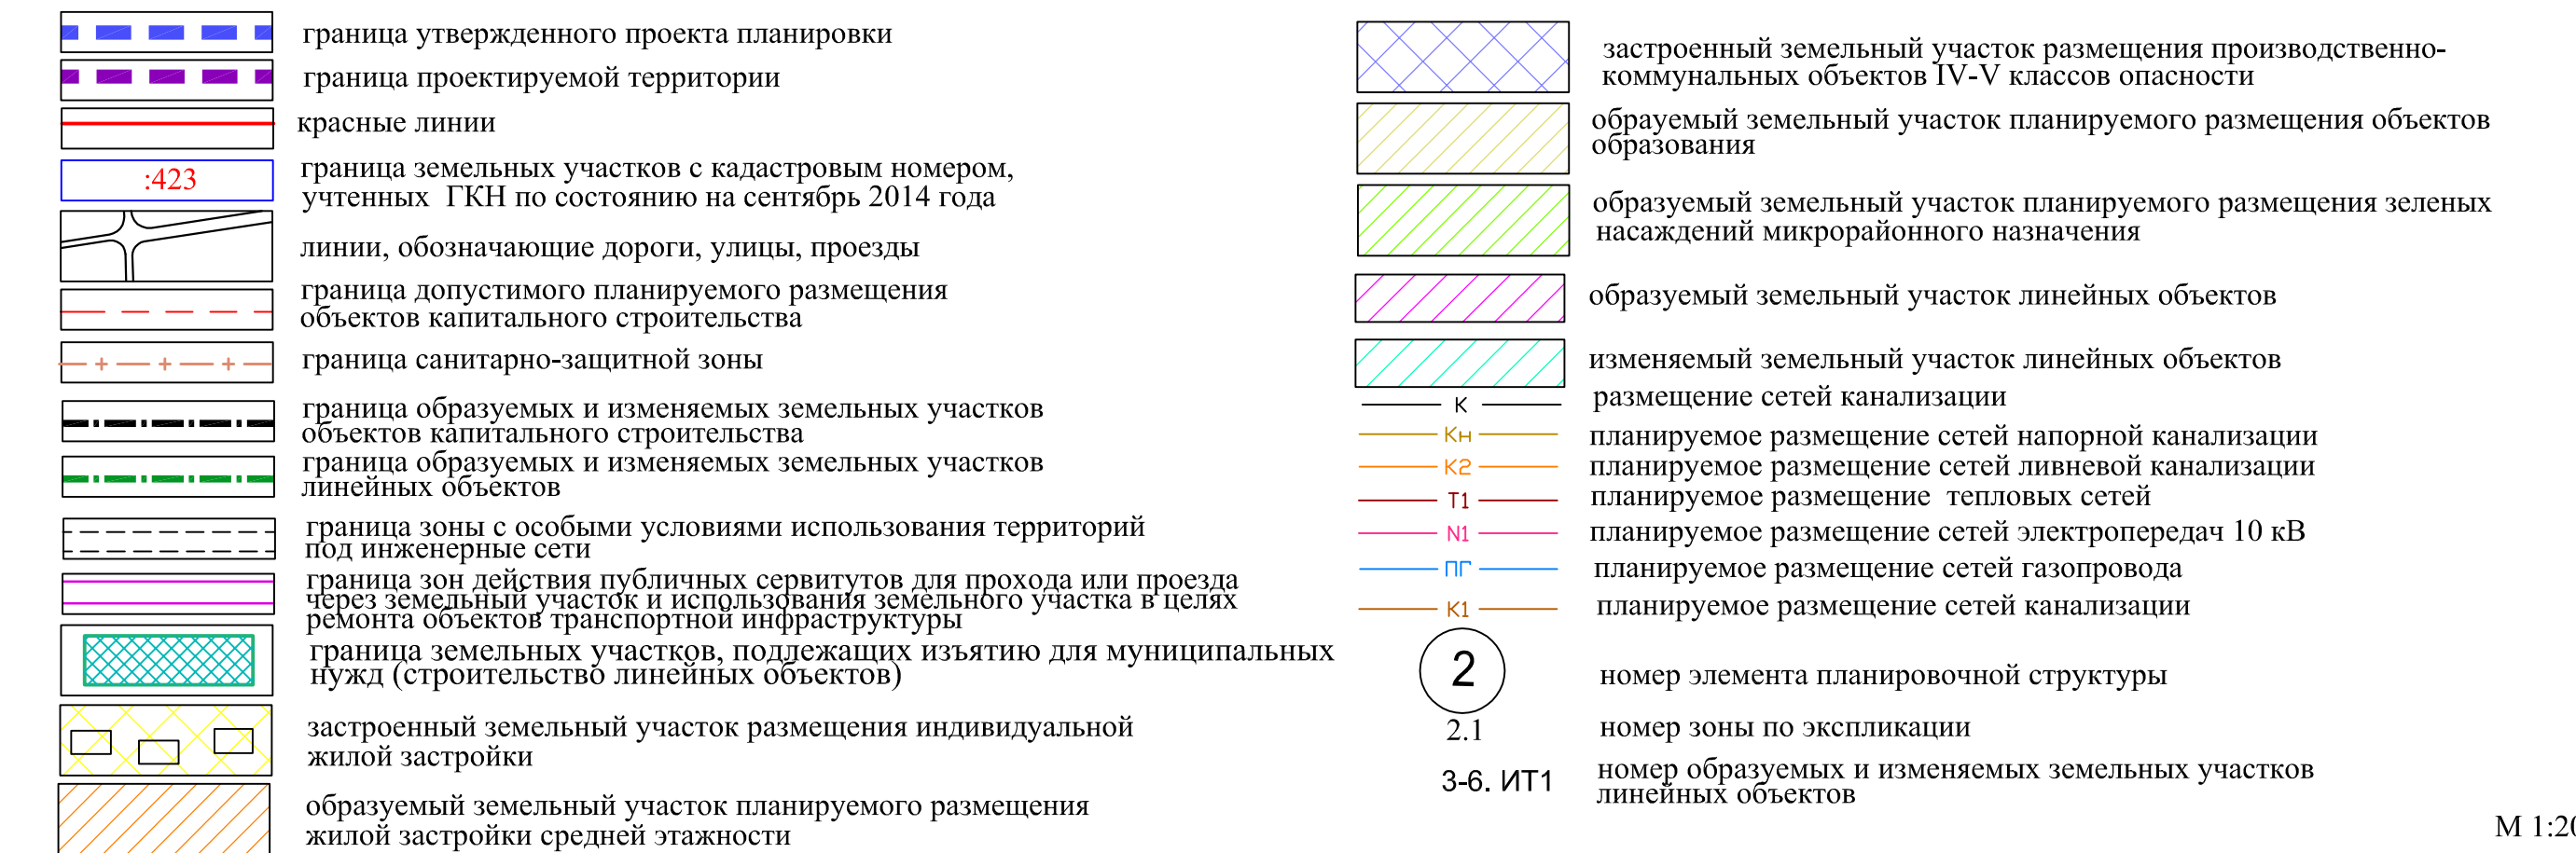 граница утвержденного проекта планировки
граница проектируемой территории
красные линии
:423
граница земельных участков с кадастровым номером,
учтенных ГКН по состоянию на сентябрь 2014 года
линии, обозначающие дороги, улицы, проезды
граница допустимого планируемого размещения
объектов капитального строительства
граница санитарно-защитной зоны
граница образуемых и изменяемых земельных участков
объектов капитального строительства
граница образуемых и изменяемых земельных участков
линейных объектов
граница зоны с особыми условиями использования территорий
под инженерные сети
граница зон действия публичных сервитутов для прохода или проезда
через земельный участок и использования земельного участка в целях
ремонта объектов транспортной инфраструктуры
граница земельных участков, подлежащих изъятию для муниципальных
нужд (строительство линейных объектов)
застроенный земельный участок размещения индивидуальной
жилой застройки
образуемый земельный участок планируемого размещения
жилой застройки средней этажности
застроенный земельный участок размещения производственно-
коммунальных объектов IV-V классов опасности
обрауемый земельный участок планируемого размещения объектов
образования
образуемый земельный участок планируемого размещения зеленых
насаждений микрорайонного назначения
образуемый земельный участок линейных объектов
изменяемый земельный участок линейных объектов
К размещение сетей канализации
Кн планируемое размещение сетей напорной канализации
К2 планируемое размещение сетей ливневой канализации
Т1 планируемое размещение тепловых сетей
N1 планируемое размещение сетей электропередач 10 кВ
ПГ планируемое размещение сетей газопровода
К1 планируемое размещение сетей канализации
2 номер элемента планировочной структуры
2.1 номер зоны по экспликации
3-6. ИТ1
номер образуемых и изменяемых земельных участков
линейных объектов
М 1:20